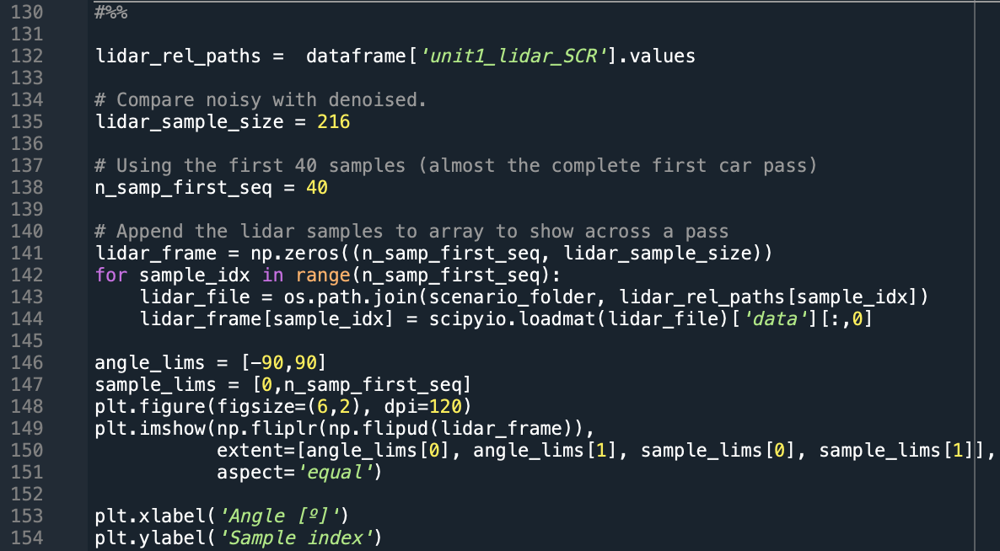 130 #%%
131
132 lidar_rel_paths =  dataframe['unit1_lidar_SCR'].values
133
134 # Compare noisy with denoised.
135 lidar_sample_size = 216
136
137 # Using the first 40 samples (almost the complete first car pass)
138 n_samp_first_seq = 40
139
140 # Append the lidar samples to array to show across a pass
141 lidar_frame = np.zeros((n_samp_first_seq, lidar_sample_size))
142 for sample_idx in range(n_samp_first_seq):
143     lidar_file = os.path.join(scenario_folder, lidar_rel_paths[sample_idx])
144     lidar_frame[sample_idx] = scipyio.loadmat(lidar_file)['data'][:,0]
145
146 angle_lims = [-90,90]
147 sample_lims = [0,n_samp_first_seq]
148 plt.figure(figsize=(6,2), dpi=120)
149 plt.imshow(np.fliplr(np.flipud(lidar_frame)),
150            extent=[angle_lims[0], angle_lims[1], sample_lims[0], sample_lims[1]],
151            aspect='equal')
152
153 plt.xlabel('Angle [º]')
154 plt.ylabel('Sample index')